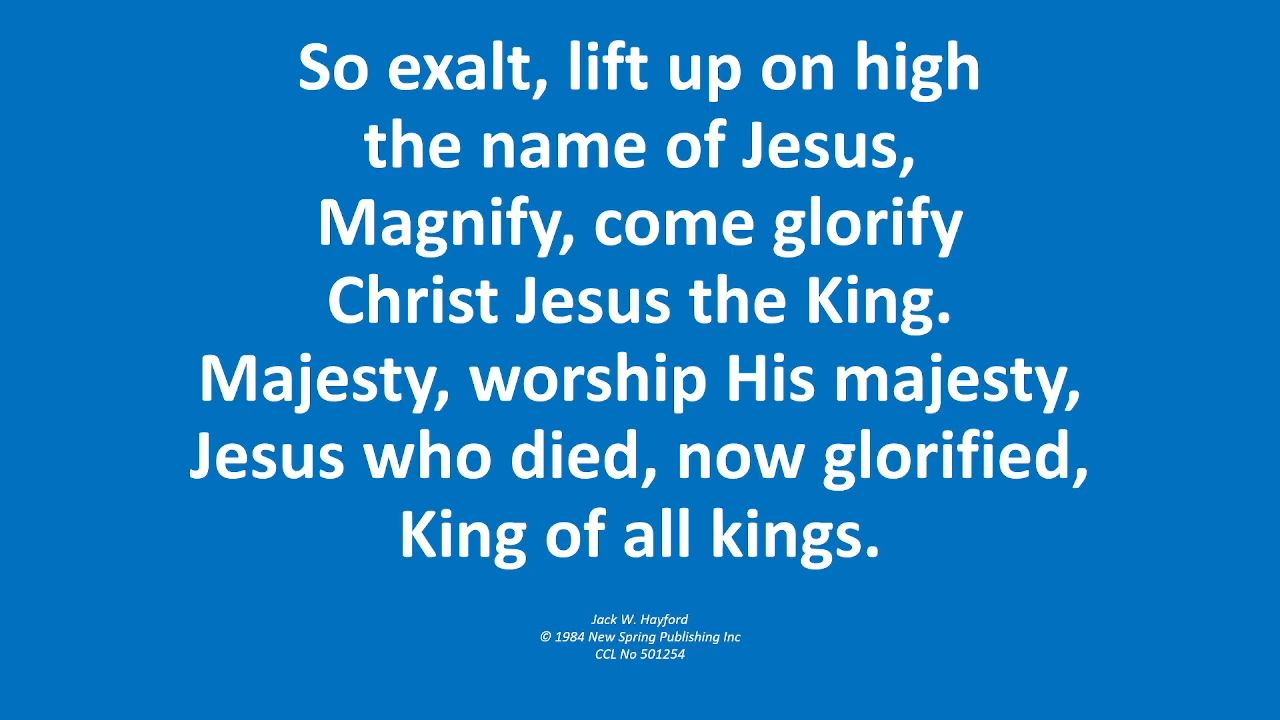 So exalt, lift up on high
the name of Jesus,
Magnify, come glorify
Christ Jesus the King.
Majesty, worship His majesty,
Jesus who died, now glorified,
King of all kings.
Jack W. Hayford
© 1984 New Spring Publishing Inc
CCL No 501254